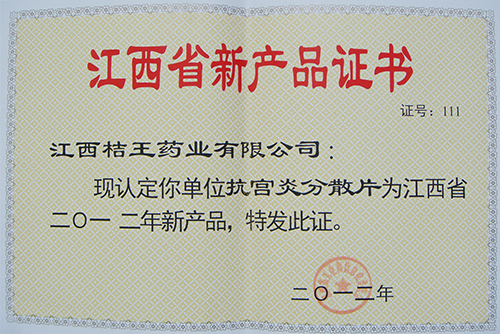 江西省新产品证书
证号：111
江西桔王药业有限公司：
现认定你单位抗宫炎分散片为江西省
二〇一二年新产品，特发此证。
二〇一二年